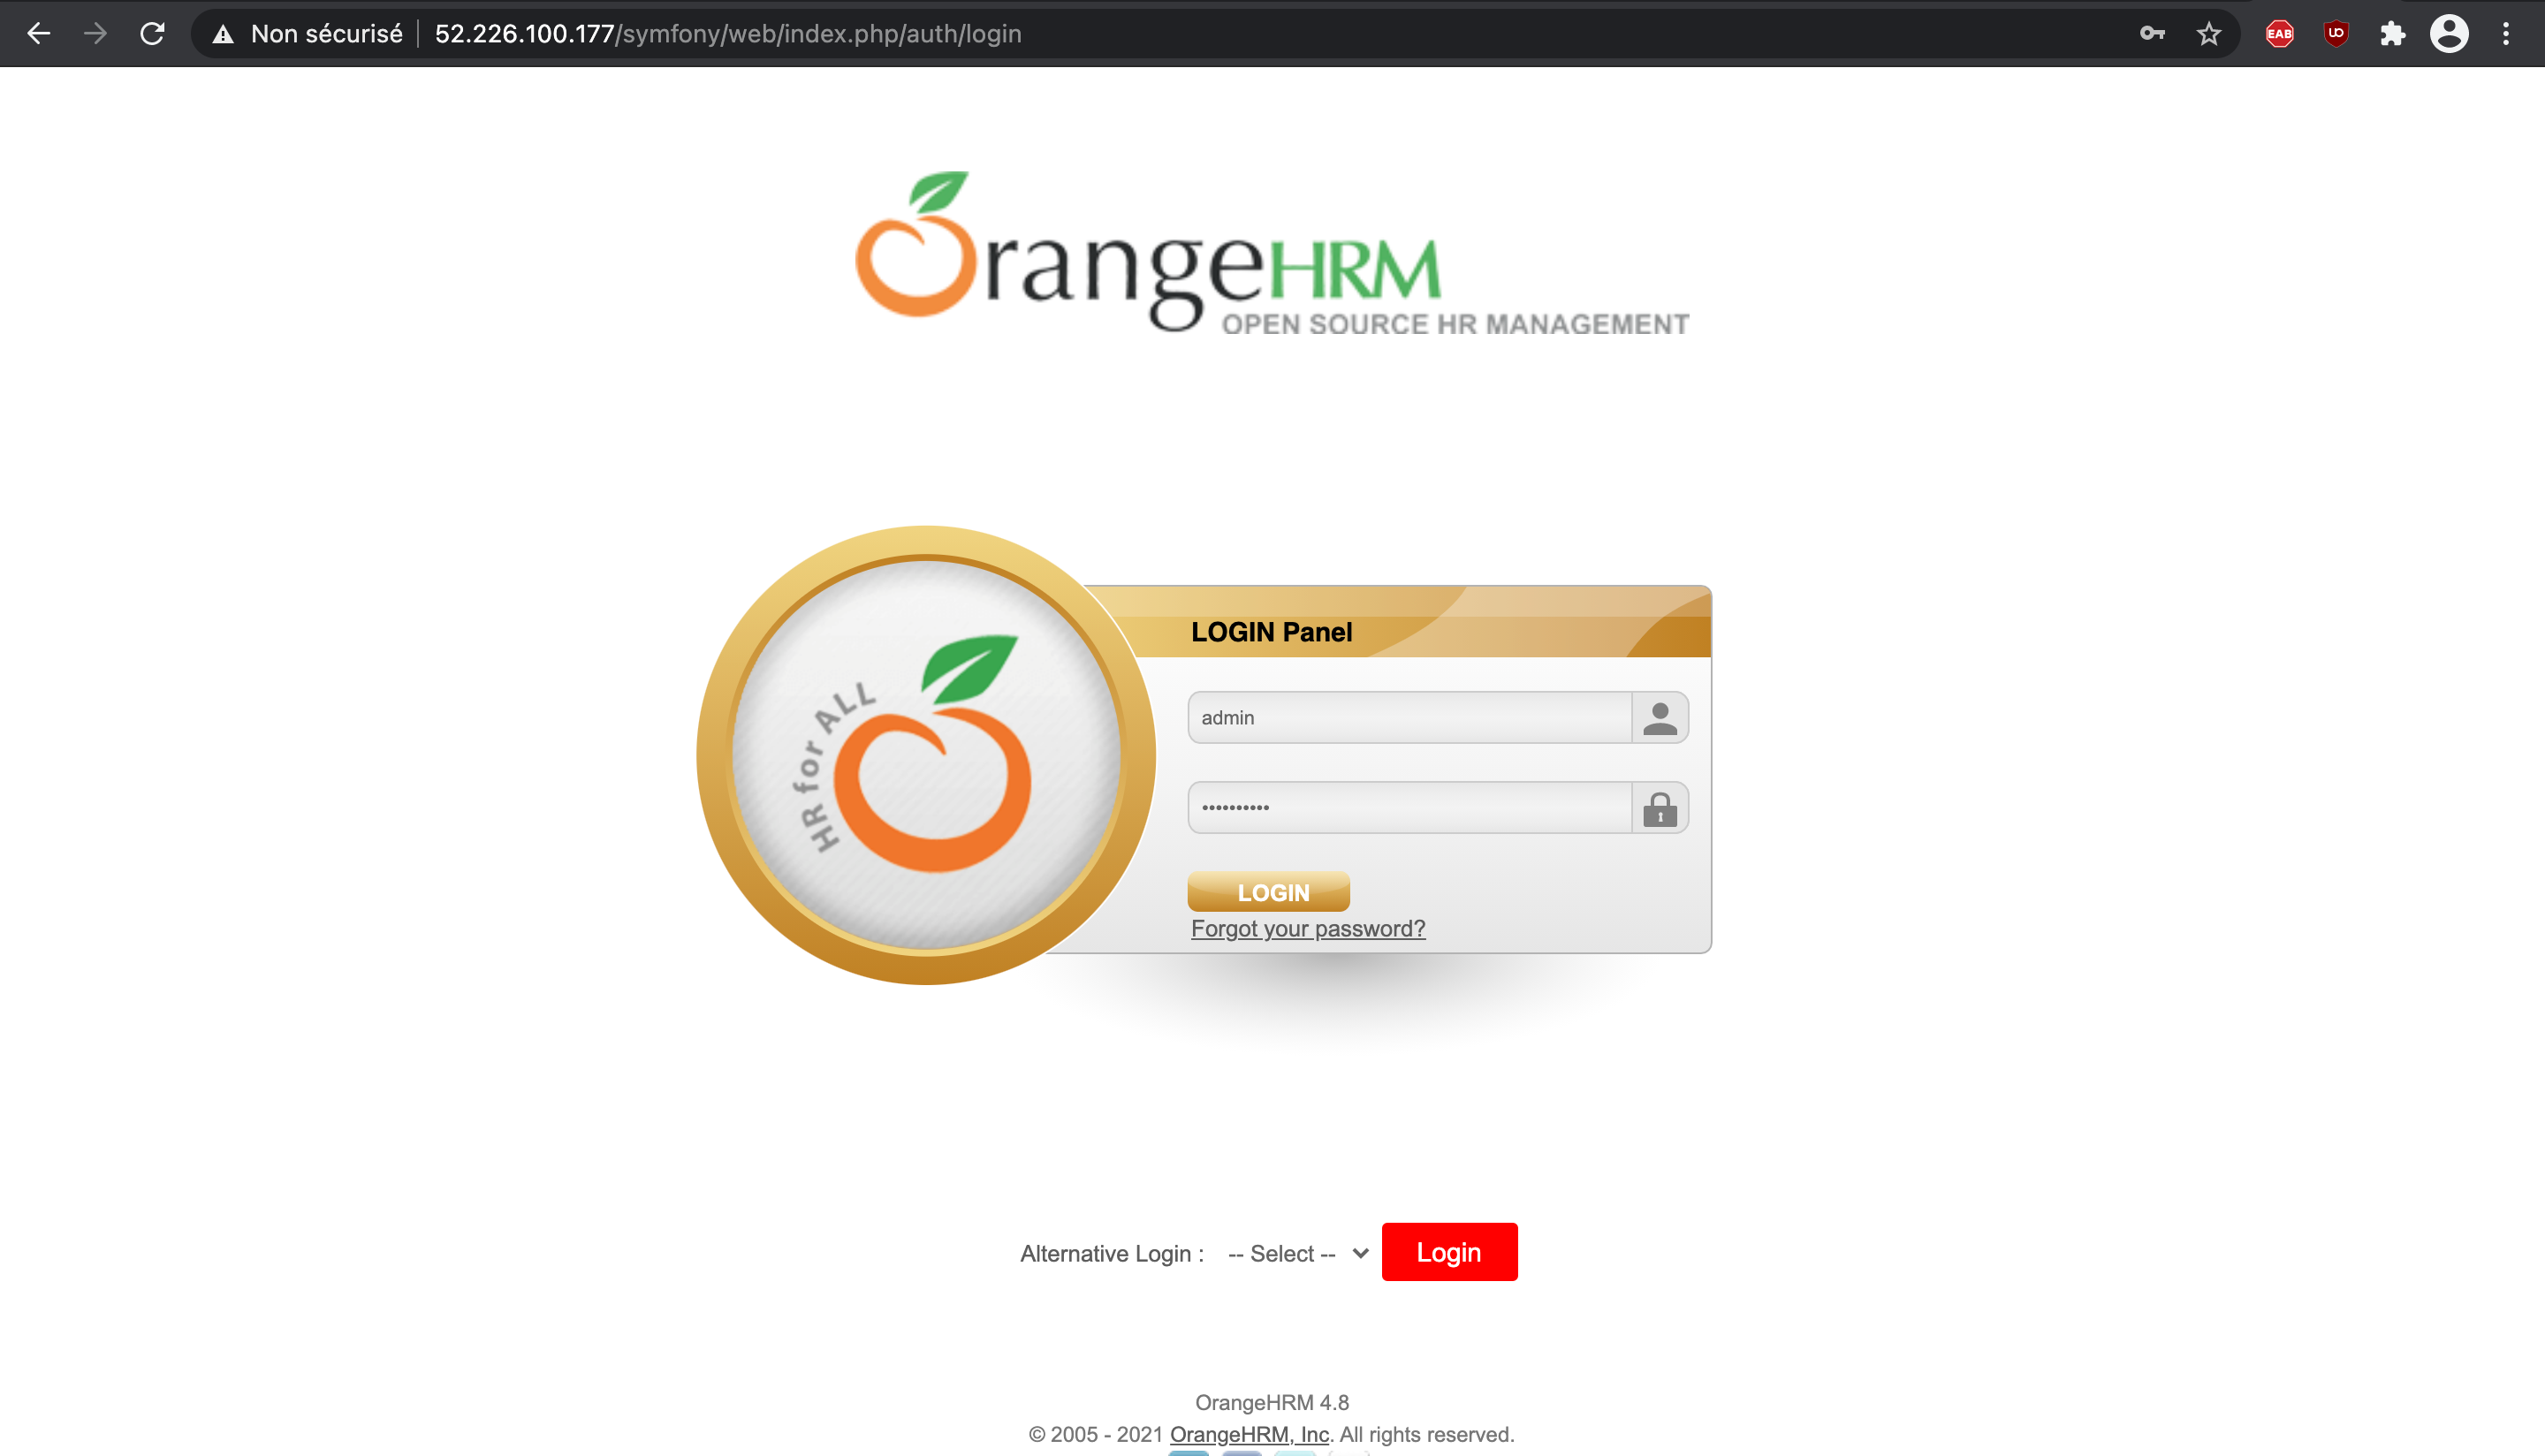 Non sécurisé | 52.226.100.177/symfony/web/index.php/auth/login
EAB
UO
OrangeHRM
OPEN SOURCE HR MANAGEMENT
HR for ALL
LOGIN Panel
admin
••••••••••
LOGIN
Forgot your password?
Alternative Login : -- Select -- Login
OrangeHRM 4.8
© 2005 - 2021 OrangeHRM, Inc. All rights reserved.